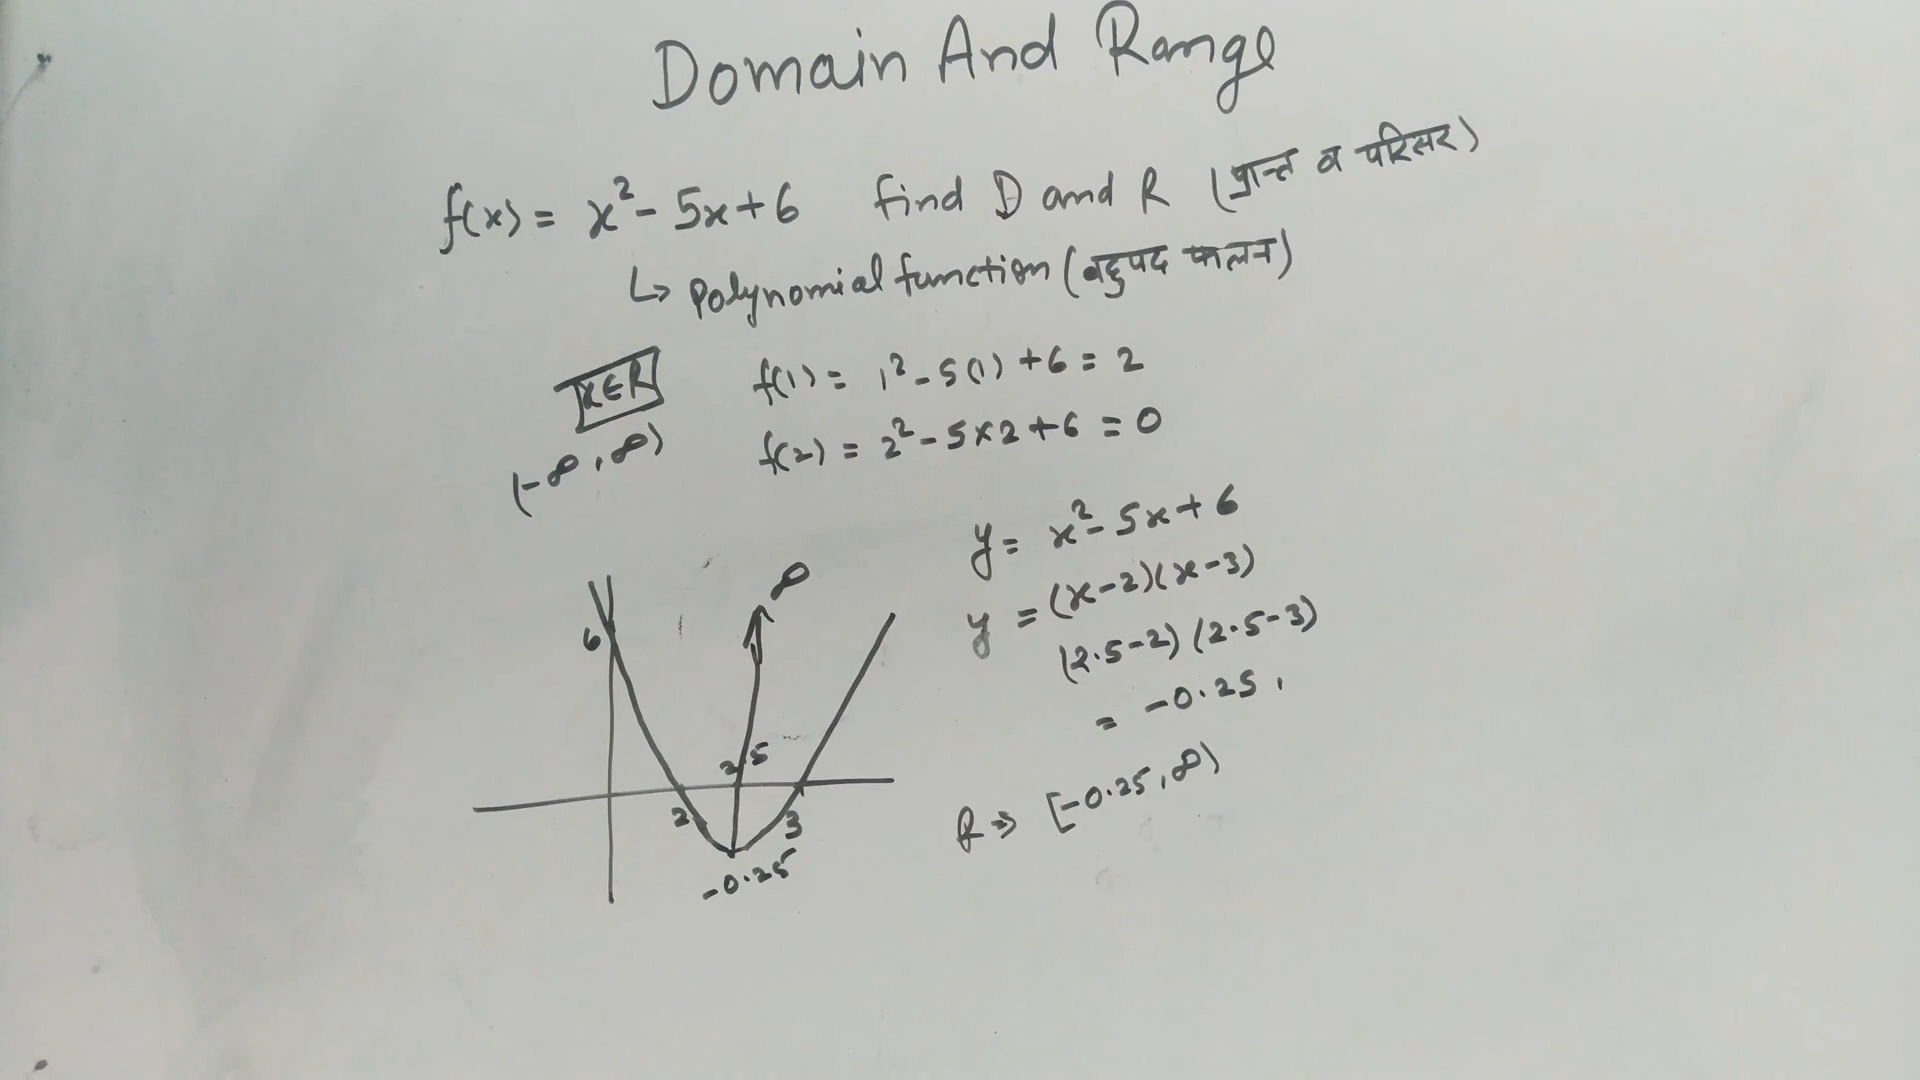 Domain And Range
f(x) = x² - 5x + 6 find D and R (प्रान्त व परिसर)
↳ Polynomial function (बहुपद फलन)
x∈R
(-∞, ∞)
f(1) = 1² - 5(1) + 6 = 2
f(2) = 2² - 5×2 + 6 = 0
y = x² - 5x + 6
y = (x-2)(x-3)
(2.5-2) (2.5-3)
= -0.25,
R ⇒ [-0.25, ∞)
∞
6
2.5
2
3
-0.25